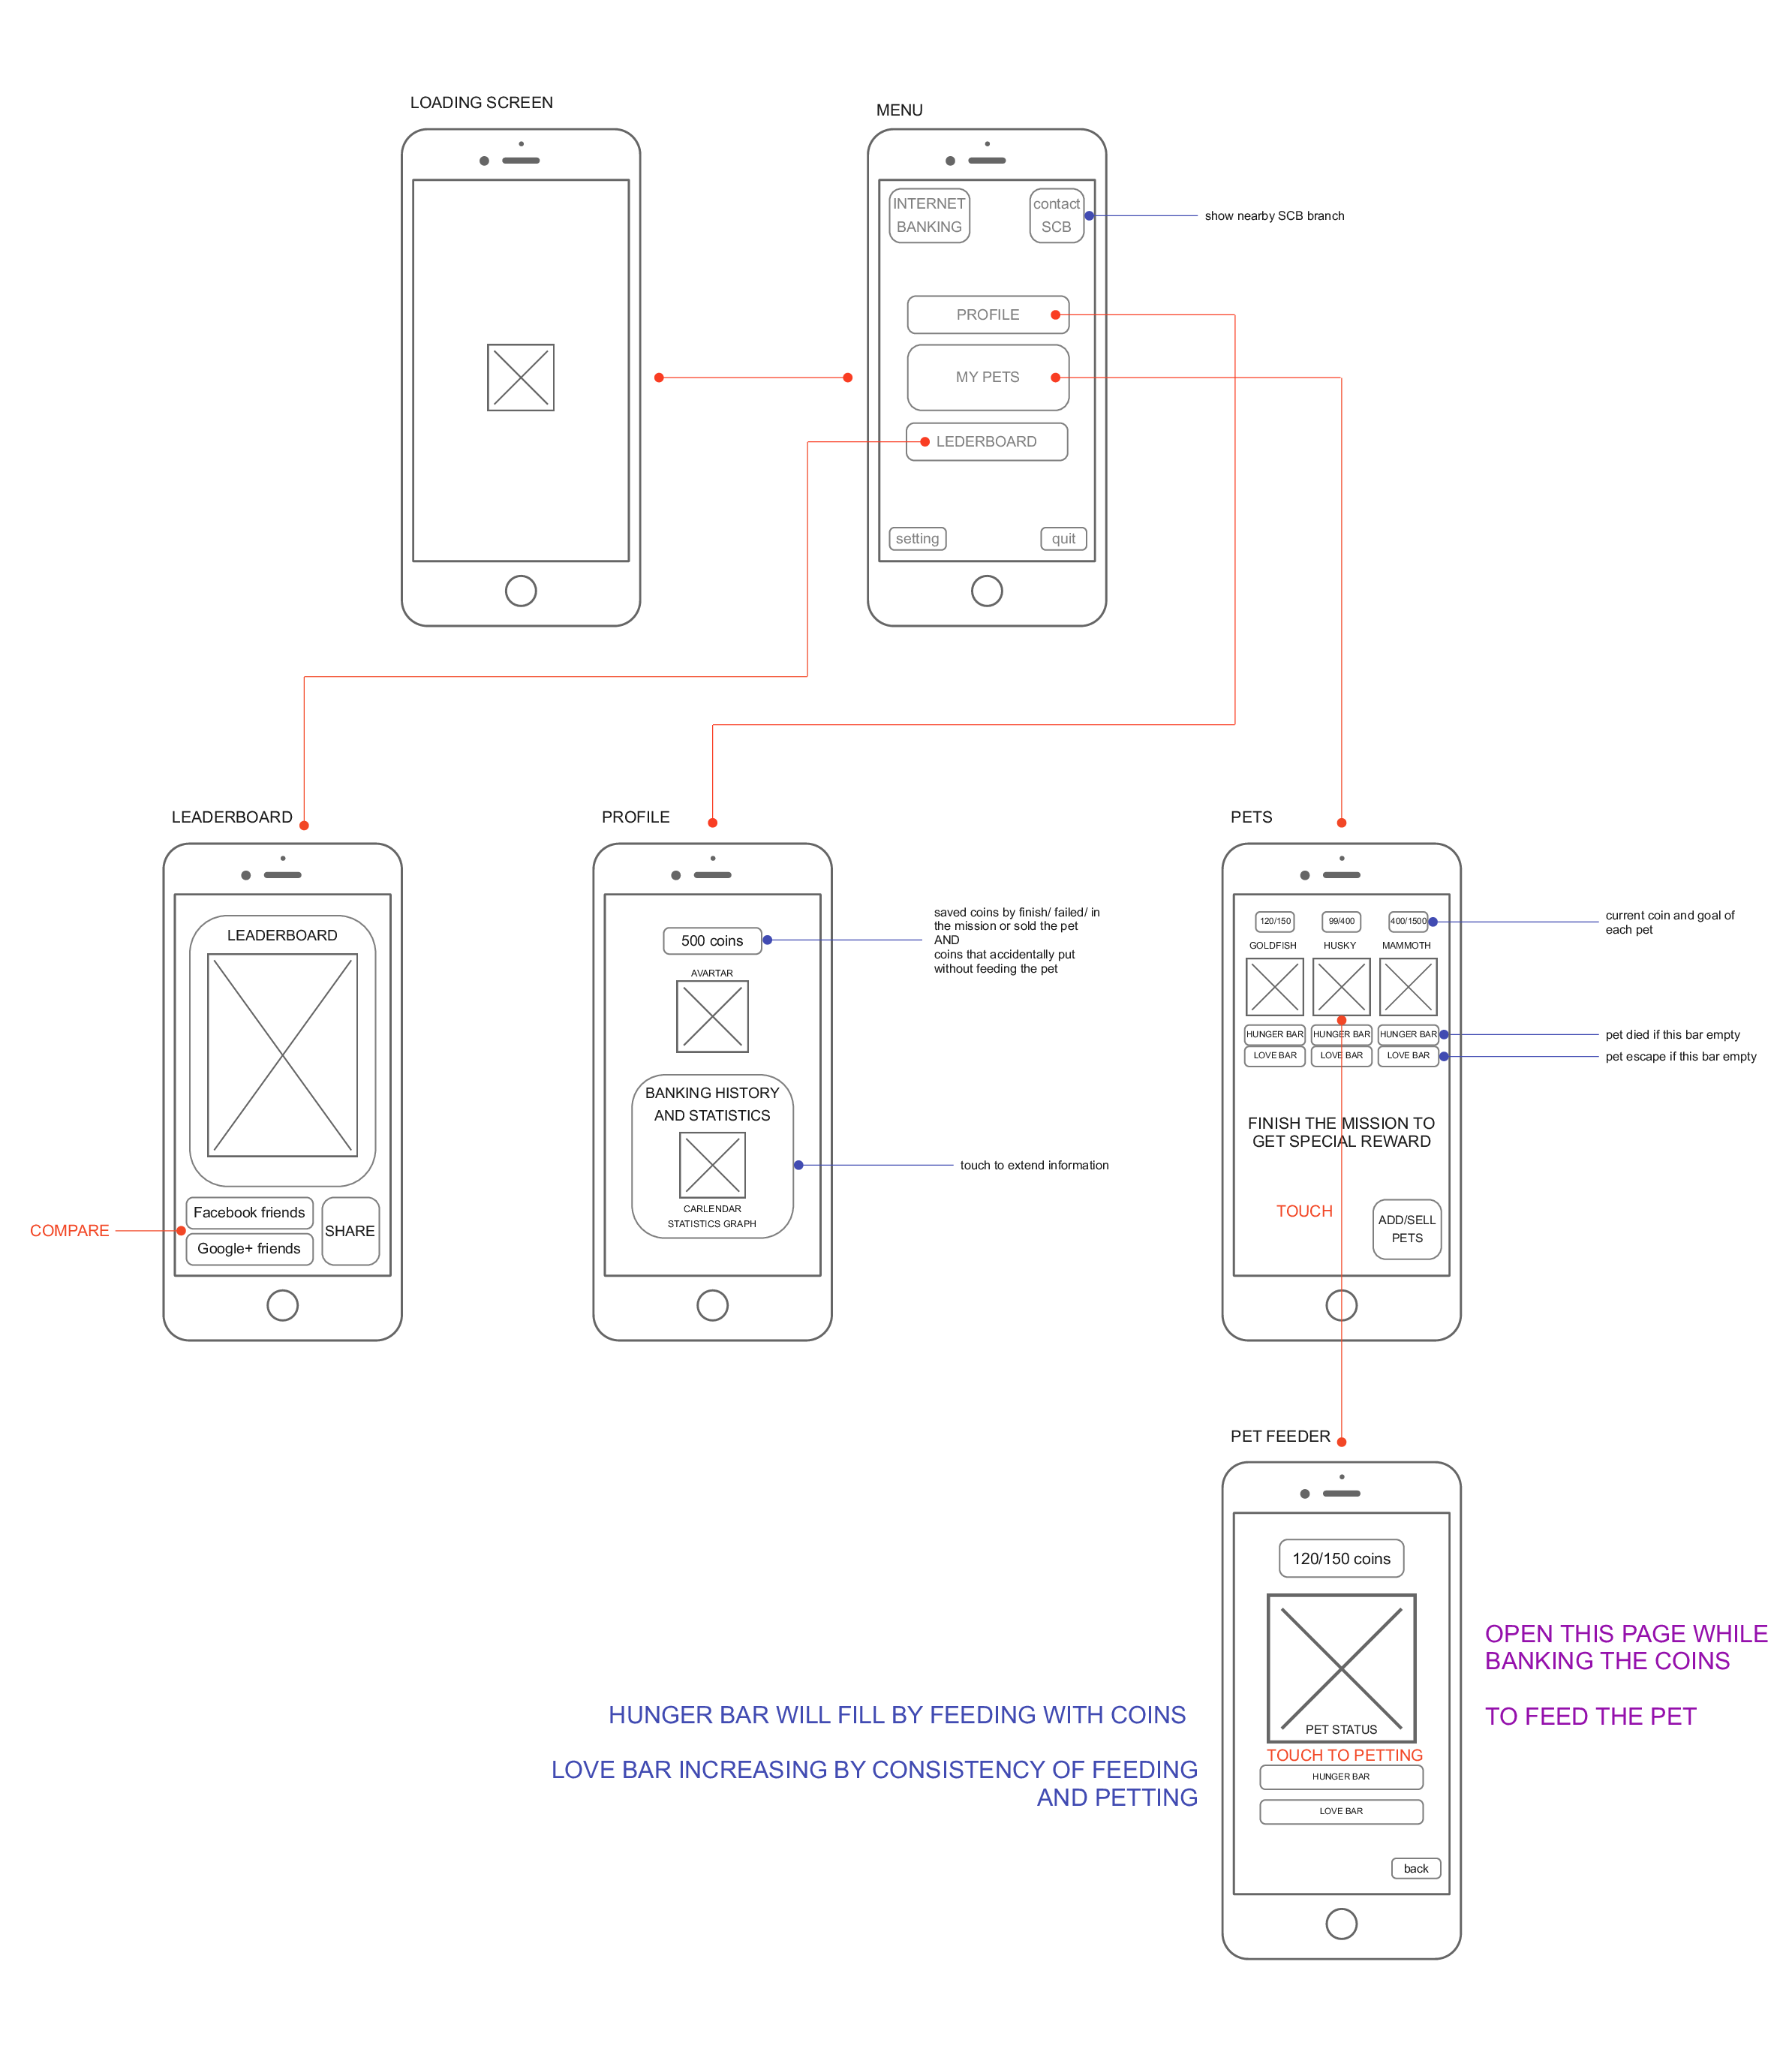 LOADING SCREEN
MENU
INTERNET
BANKING
contact
SCB
show nearby SCB branch
PROFILE
MY PETS
LEDERBOARD
setting
quit
LEADERBOARD
LEADERBOARD
Facebook friends
Google+ friends
SHARE
COMPARE
PROFILE
500 coins
saved coins by finish/ failed/ in
the mission or sold the pet
AND
coins that accidentally put
without feeding the pet
AVARTAR
BANKING HISTORY
AND STATISTICS
CARLENDAR
STATISTICS GRAPH
touch to extend information
PETS
120/150
99/400
400/1500
current coin and goal of
each pet
GOLDFISH
HUSKY
MAMMOTH
HUNGER BAR
HUNGER BAR
HUNGER BAR
pet died if this bar empty
LOVE BAR
LOVE BAR
LOVE BAR
pet escape if this bar empty
FINISH THE MISSION TO
GET SPECIAL REWARD
TOUCH
ADD/SELL
PETS
PET FEEDER
120/150 coins
PET STATUS
TOUCH TO PETTING
HUNGER BAR
LOVE BAR
back
HUNGER BAR WILL FILL BY FEEDING WITH COINS
LOVE BAR INCREASING BY CONSISTENCY OF FEEDING
AND PETTING
OPEN THIS PAGE WHILE
BANKING THE COINS
TO FEED THE PET